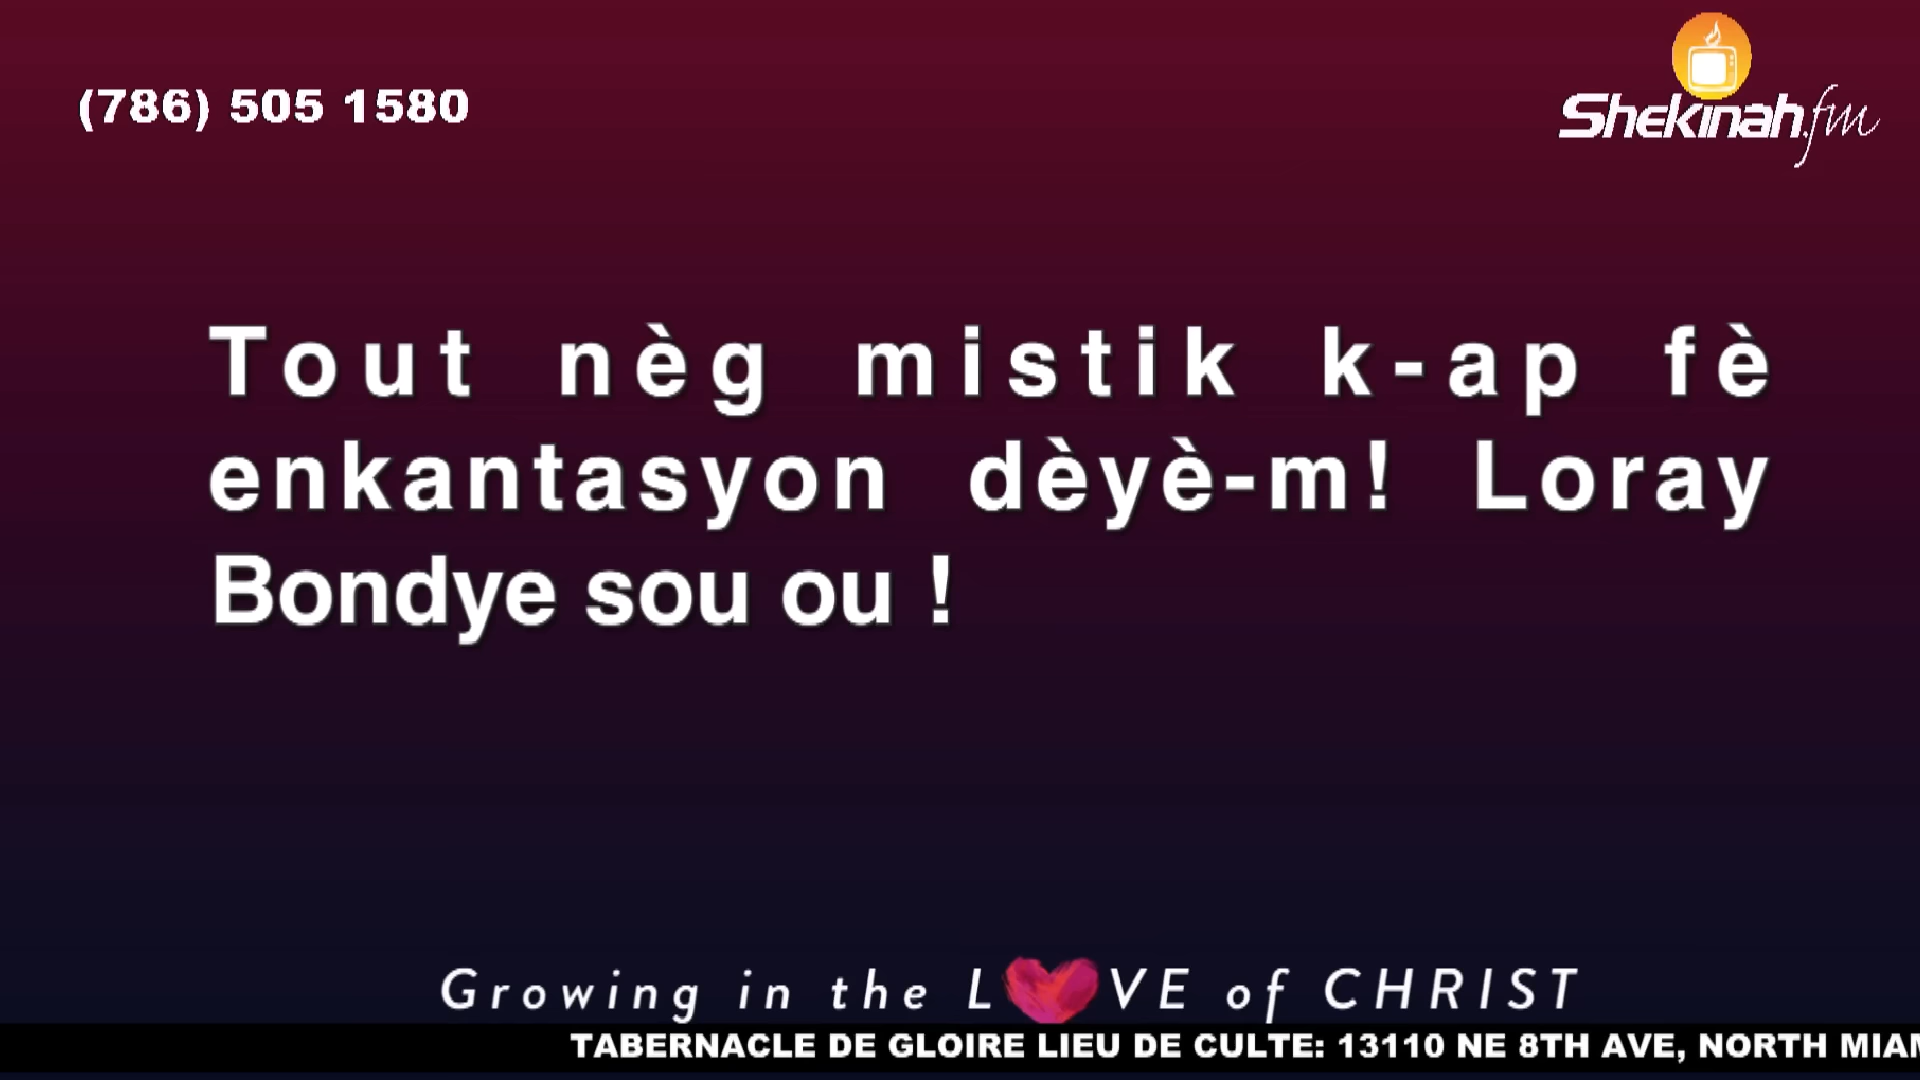 (786) 505 1580
Shekinah.fm
Tout nèg mistik k-ap fè
enkantasyon dèyè-m! Loray
Bondye sou ou !
Growing in the LOVE of CHRIST
TABERNACLE DE GLOIRE LIEU DE CULTE: 13110 NE 8TH AVE, NORTH